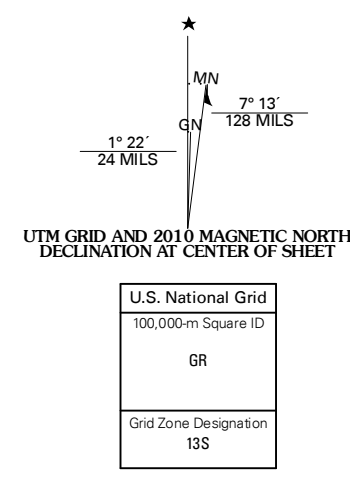 ★
MN
GN
7° 13´
128 MILS
1° 22´
24 MILS
UTM GRID AND 2010 MAGNETIC NORTH
DECLINATION AT CENTER OF SHEET
U.S. National Grid
100,000-m Square ID
GR
Grid Zone Designation
13S